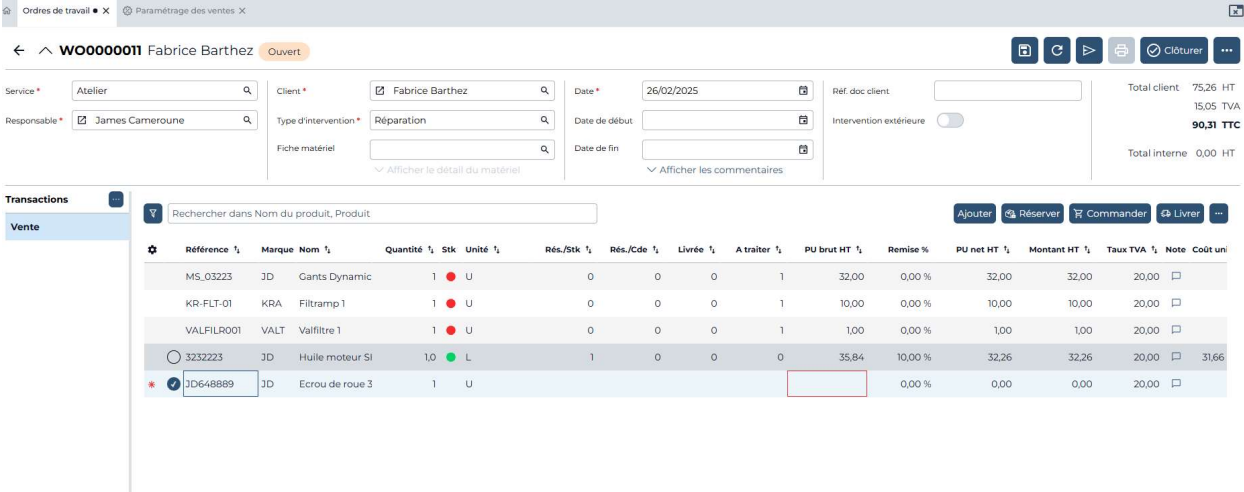 Ordres de travail ● X Paramétrage des ventes X
WO0000011 Fabrice Barthez Ouvert Clôturer ...
Service * Atelier Client * Fabrice Barthez Date * 26/02/2025 Réf. doc client Total client 75,26 HT
15,05 TVA
Responsable * James Cameroune Type d'intervention * Réparation Date de début Intervention extérieure 90,31 TTC
Fiche matériel Date de fin Total interne 0,00 HT
Afficher le détail du matériel Afficher les commentaires
Transactions ...
Vente
Rechercher dans Nom du produit, Produit Ajouter Réserver Commander Livrer ...
Référence Marque Nom Quantité Stk Unité Rés./Stk Rés./Cde Livrée A traiter PU brut HT Remise % PU net HT Montant HT Taux TVA Note Coût uni
MS_03223 JD Gants Dynamic 1 U 0 0 0 1 32,00 0,00 % 32,00 32,00 20,00
KR-FLT-01 KRA Filtramp 1 1 U 0 0 0 1 10,00 0,00 % 10,00 10,00 20,00
VALFILR001 VALT Valfiltre 1 1 U 0 0 0 1 1,00 0,00 % 1,00 1,00 20,00
3232223 JD Huile moteur SI 1,0 L 1 0 0 0 35,84 10,00 % 32,26 32,26 20,00 31,66
* JD648889 JD Ecrou de roue 3 1 U 0,00 % 0,00 0,00 20,00